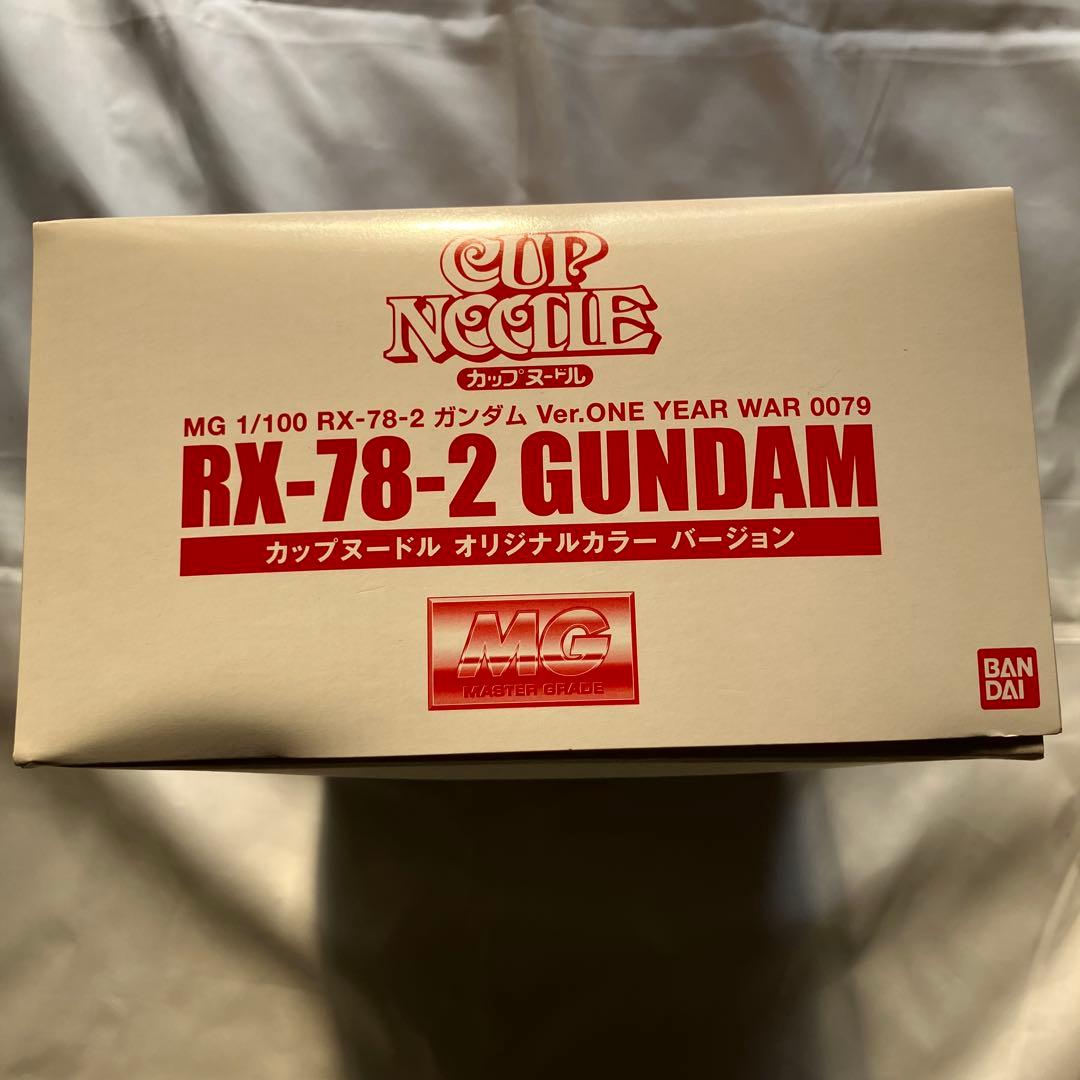 CUP
NOODLE
カップヌードル
MG 1/100 RX-78-2 ガンダム Ver.ONE YEAR WAR 0079
RX-78-2 GUNDAM
カップヌードル オリジナルカラー バージョン
MG
MASTER GRADE
BAN
DAI